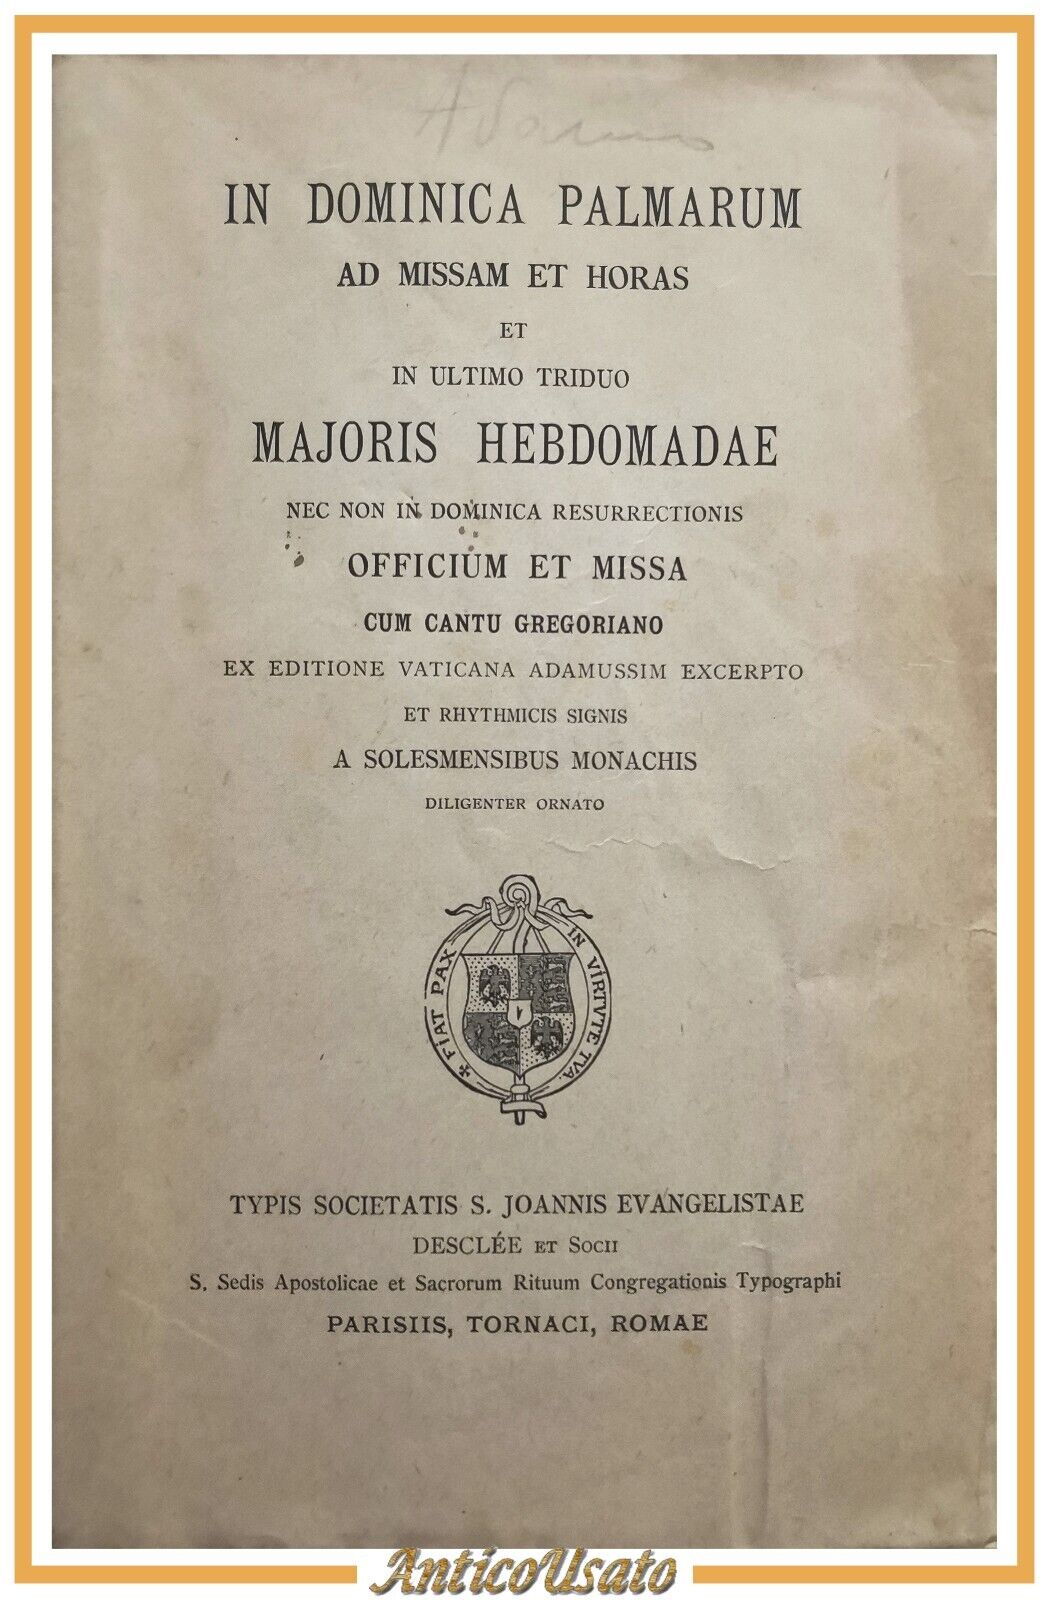 IN DOMINICA PALMARUM
AD MISSAM ET HORAS
ET
IN ULTIMO TRIDUO
MAJORIS HEBDOMADAE
NEC NON IN DOMINICA RESURRECTIONIS
OFFICIUM ET MISSA
CUM CANTU GREGORIANO
EX EDITIONE VATICANA ADAMUSSIM EXCERPTO
ET RHYTHMICIS SIGNIS
A SOLESMENSIBUS MONACHIS
DILIGENTER ORNATO
✠ FIAT PAX IN VIRTVTE TVA.
TYPIS SOCIETATIS S. JOANNIS EVANGELISTAE
DESCLÉE ET SOCII
S. Sedis Apostolicae et Sacrorum Rituum Congregationis Typographi
PARISIIS, TORNACI, ROMAE
AnticoUsato